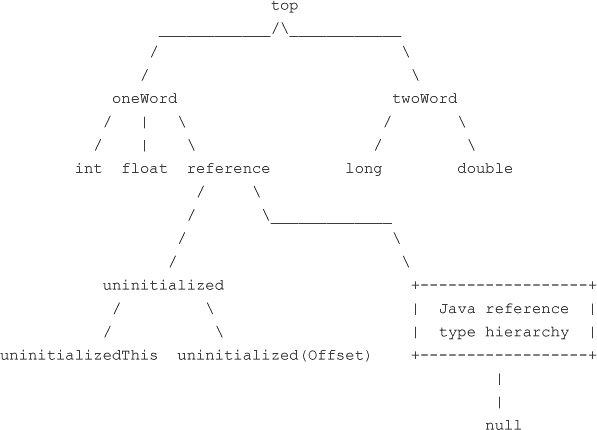 top
oneWord twoWord
int float reference long double
uninitialized
Java reference
type hierarchy
uninitializedThis uninitialized(Offset)
null